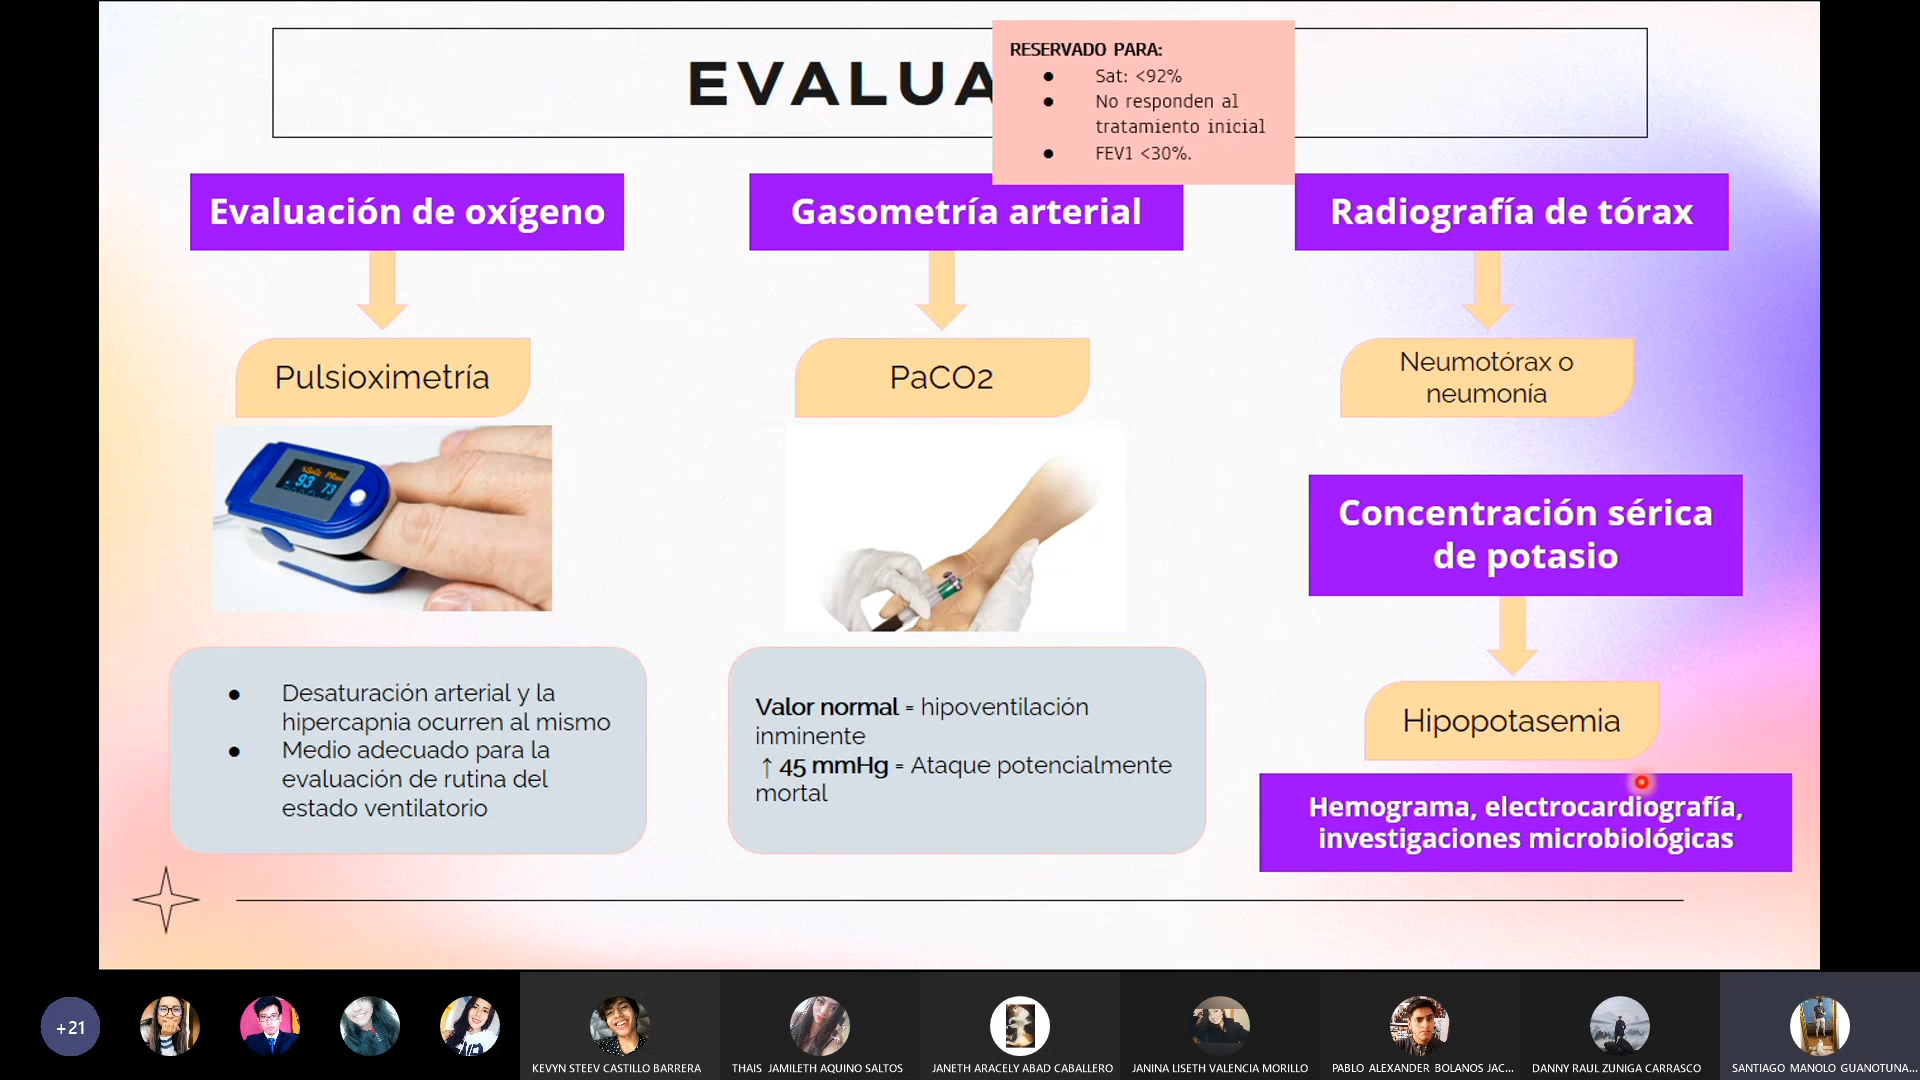 EVALUA
RESERVADO PARA:
● Sat: <92%
● No responden al
tratamiento inicial
● FEV1 <30%.
Evaluación de oxígeno
Pulsioximetría
93 73
● Desaturación arterial y la
hipercapnia ocurren al mismo
● Medio adecuado para la
evaluación de rutina del
estado ventilatorio
Gasometría arterial
PaCO2
Valor normal = hipoventilación
inminente
↑ 45 mmHg = Ataque potencialmente
mortal
Radiografía de tórax
Neumotórax o
neumonía
Concentración sérica
de potasio
Hipopotasemia
Hemograma, electrocardiografía,
investigaciones microbiológicas
+21
KEVYN STEEV CASTILLO BARRERA
THAIS JAMILETH AQUINO SALTOS
JANETH ARACELY ABAD CABALLERO
JANINA LISETH VALENCIA MORILLO
PABLO ALEXANDER BOLANOS JAC...
DANNY RAUL ZUNIGA CARRASCO
SANTIAGO MANOLO GUANOTUNA...